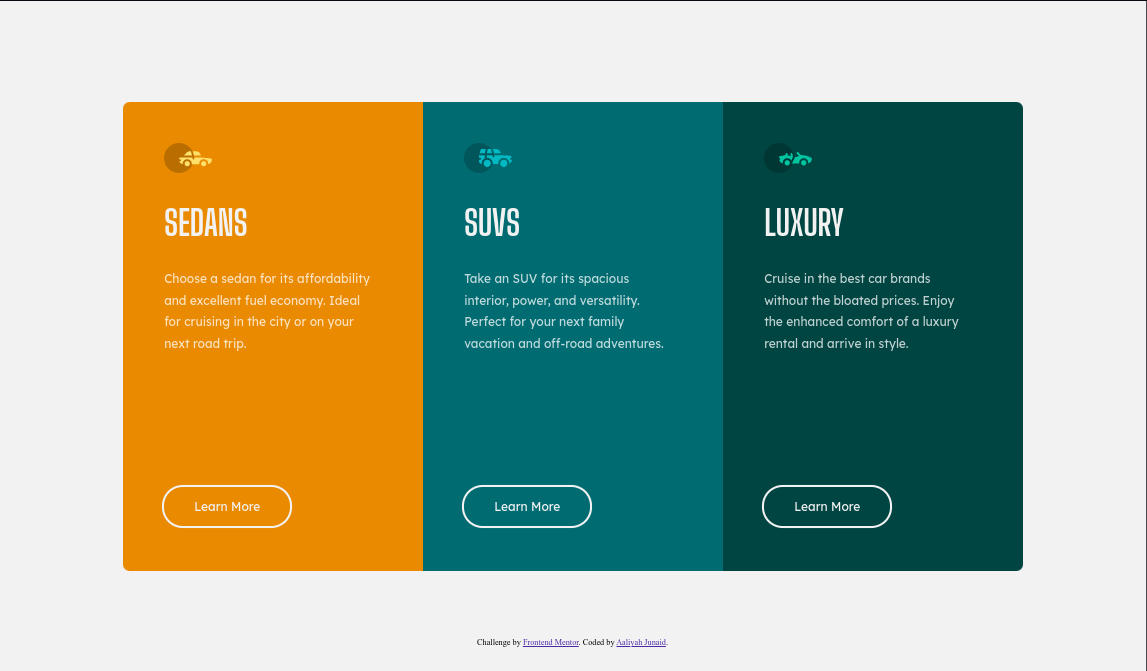 SEDANS
Choose a sedan for its affordability
and excellent fuel economy. Ideal
for cruising in the city or on your
next road trip.
Learn More
SUVS
Take an SUV for its spacious
interior, power, and versatility.
Perfect for your next family
vacation and off-road adventures.
Learn More
LUXURY
Cruise in the best car brands
without the bloated prices. Enjoy
the enhanced comfort of a luxury
rental and arrive in style.
Learn More
Challenge by Frontend Mentor. Coded by Aaliyah Junaid.